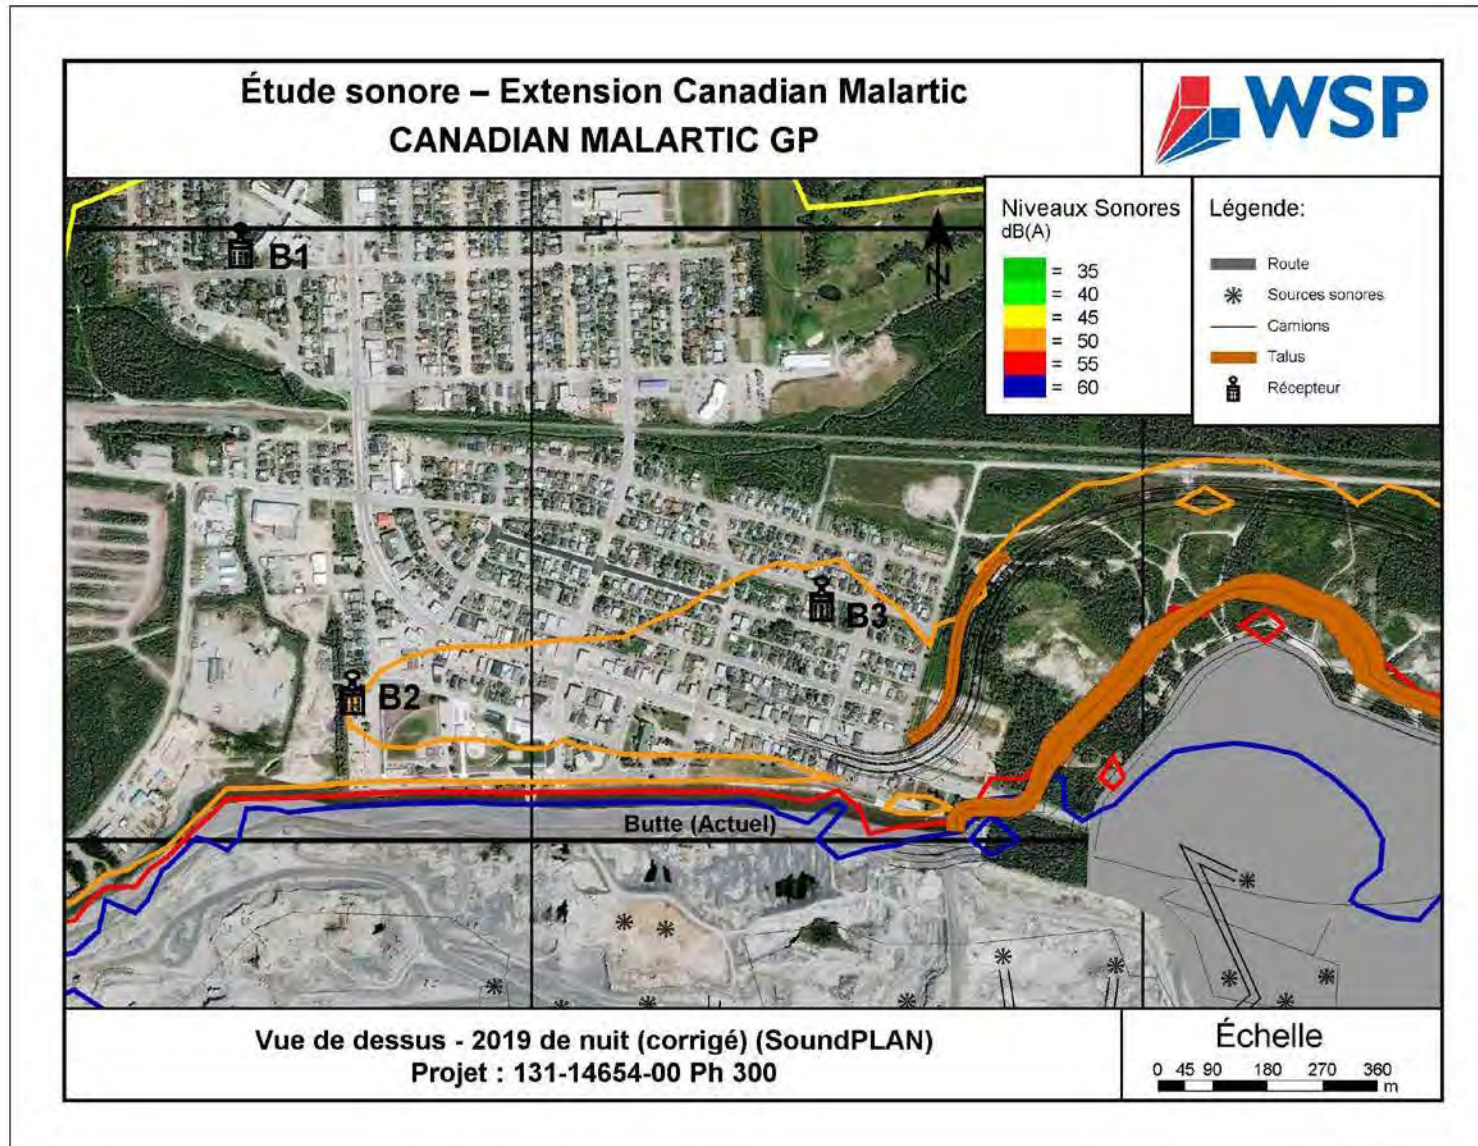 Étude sonore – Extension Canadian Malartic
CANADIAN MALARTIC GP
WSP
Niveaux Sonores
dB(A)
= 35
= 40
= 45
= 50
= 55
= 60
Légende:
Route
Sources sonores
Camions
Talus
Récepteur
N
B1
B2
B3
Butte (Actuel)
Vue de dessus - 2019 de nuit (corrigé) (SoundPLAN)
Projet : 131-14654-00 Ph 300
Échelle
0 45 90 180 270 360
m